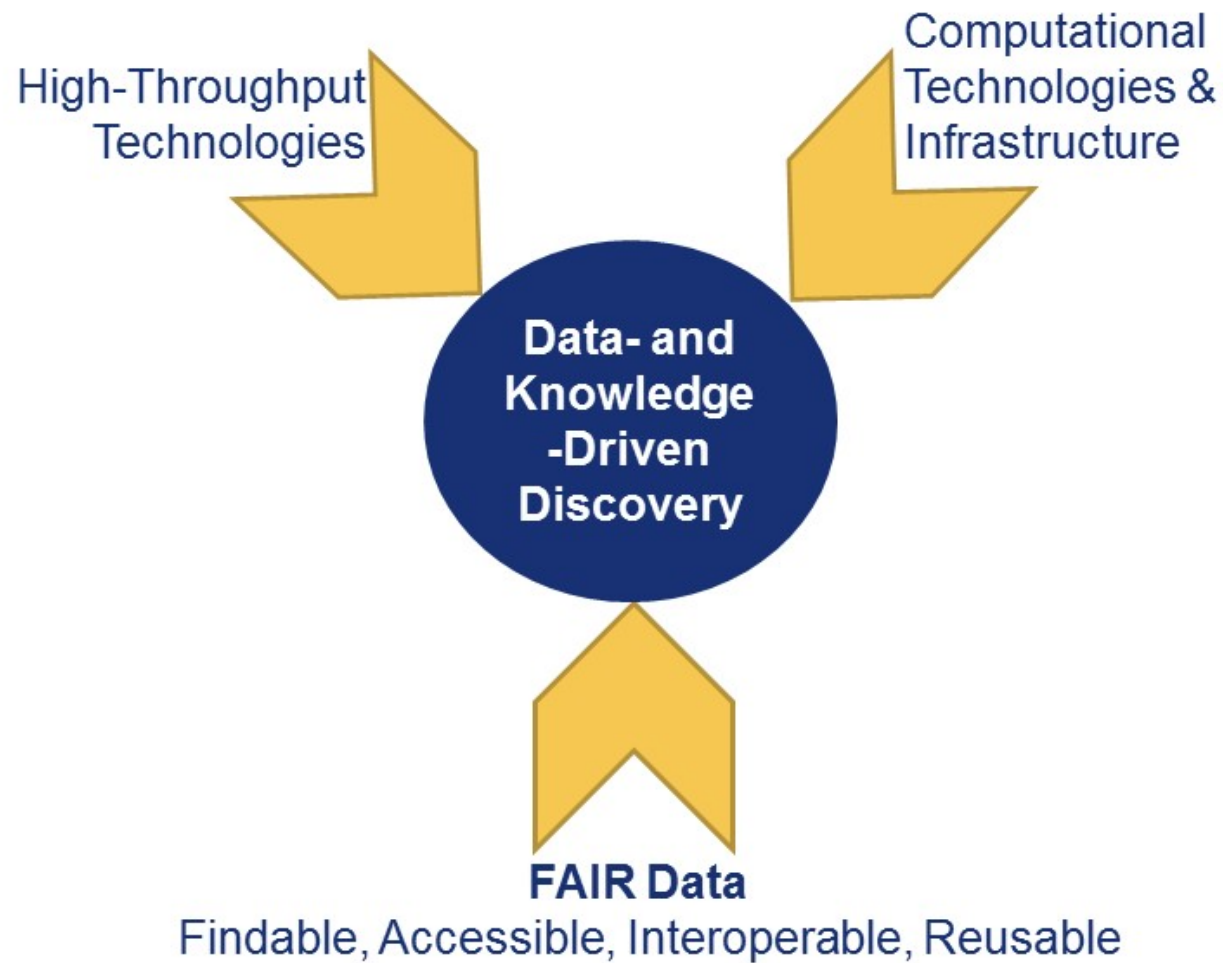 High-Throughput
Technologies
Computational
Technologies &
Infrastructure
Data- and
Knowledge
-Driven
Discovery
FAIR Data
Findable, Accessible, Interoperable, Reusable